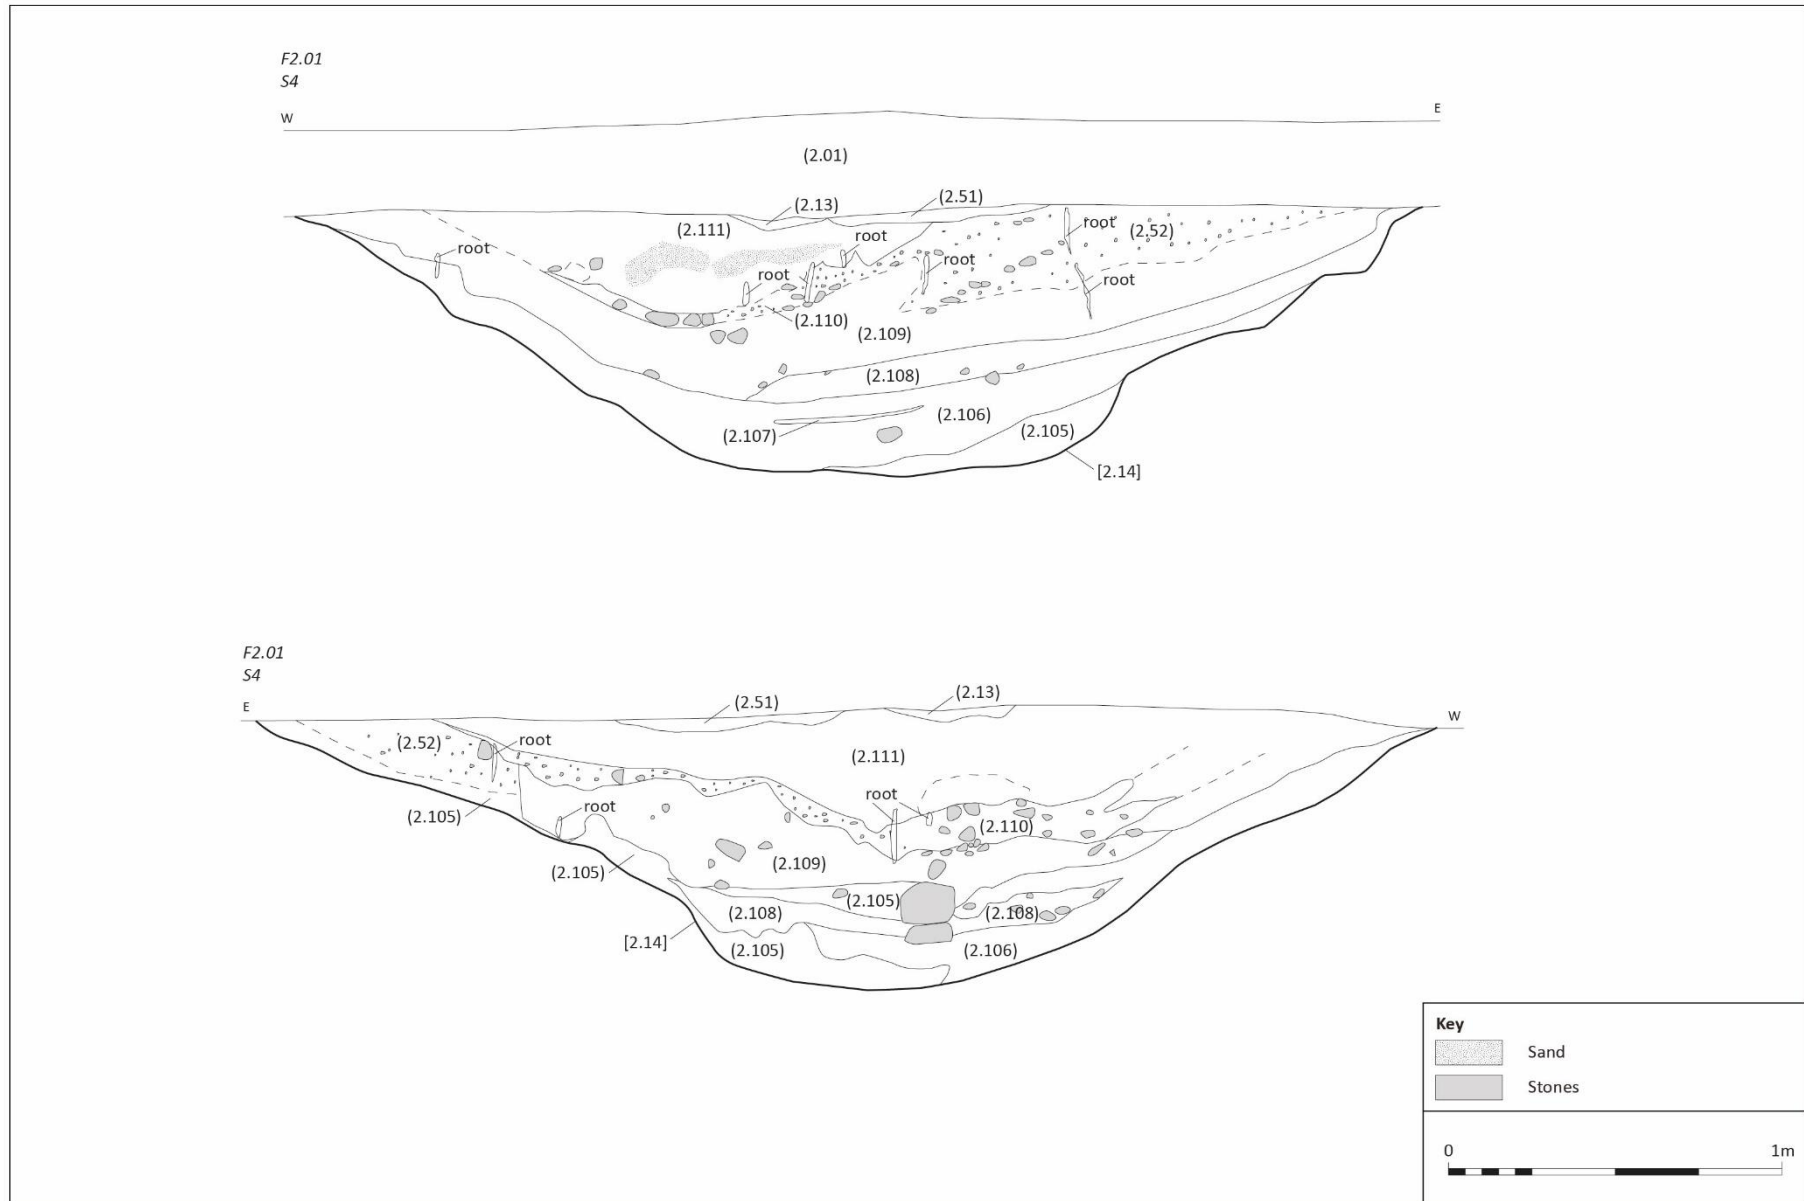 F2.01
S4
W
E
(2.01)
(2.13)
(2.51)
(2.111)
root
root
root
(2.52)
root
root
root
(2.110)
(2.109)
(2.108)
(2.106)
(2.107)
(2.105)
[2.14]
F2.01
S4
E
W
(2.51)
(2.13)
(2.52)
root
(2.111)
root
root
(2.105)
(2.110)
(2.109)
(2.105)
(2.105)
(2.108)
(2.108)
[2.14]
(2.105)
(2.106)
Key
Sand
Stones
0
1m